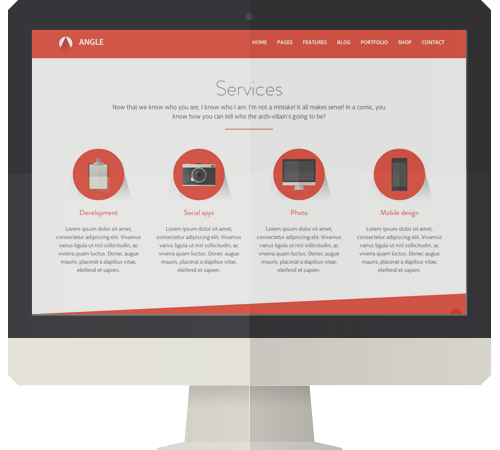 ANGLE
HOME PAGES FEATURES BLOG PORTFOLIO SHOP CONTACT
Services
Now that we know who you are, I know who I am. I'm not a mistake! It all makes sense! In a comic, you
know how you can tell who the arch-villain's going to be?
Development
Lorem ipsum dolor sit amet,
consectetur adipiscing elit. Vivamus
varius ligula ut nisl sollicitudin, ac
viverra quam luctus. Donec augue
mauris, placerat a dapibus vitae,
eleifend et sapien.
Social apps
Lorem ipsum dolor sit amet,
consectetur adipiscing elit. Vivamus
varius ligula ut nisl sollicitudin, ac
viverra quam luctus. Donec augue
mauris, placerat a dapibus vitae,
eleifend et sapien.
Photo
Lorem ipsum dolor sit amet,
consectetur adipiscing elit. Vivamus
varius ligula ut nisl sollicitudin, ac
viverra quam luctus. Donec augue
mauris, placerat a dapibus vitae,
eleifend et sapien.
Mobile design
Lorem ipsum dolor sit amet,
consectetur adipiscing elit. Vivamus
varius ligula ut nisl sollicitudin, ac
viverra quam luctus. Donec augue
mauris, placerat a dapibus vitae,
eleifend et sapien.